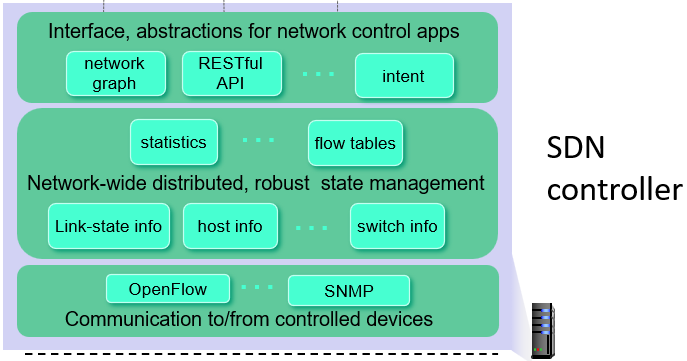 Interface, abstractions for network control apps
network
graph
RESTful
API
intent
statistics
flow tables
Network-wide distributed, robust  state management
Link-state info
host info
switch info
OpenFlow
SNMP
Communication to/from controlled devices
SDN
controller